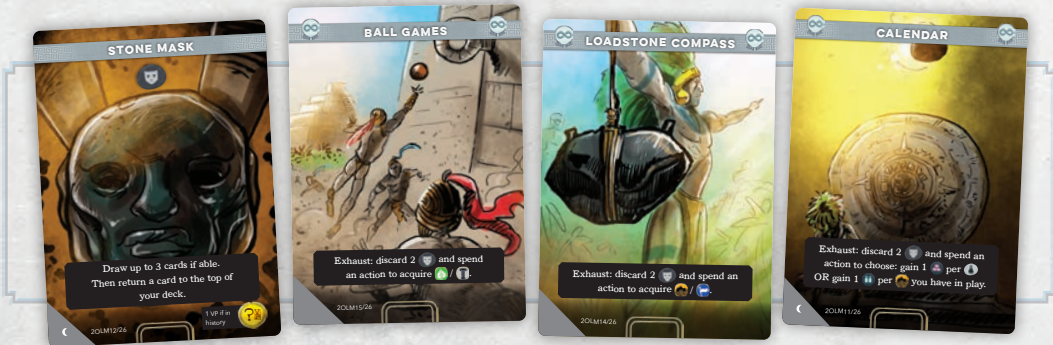 STONE MASK
Draw up to 3 cards if able.
Then return a card to the top of
your deck.
1 VP if in
history
2OLM12/26
BALL GAMES
Exhaust: discard 2 and spend
an action to acquire / .
2OLM15/26
LOADSTONE COMPASS
Exhaust: discard 2 and spend an
action to acquire / .
2OLM14/26
CALENDAR
Exhaust: discard 2 and spend an
action to choose: gain 1 per
OR gain 1 per you have in play.
2OLM11/26